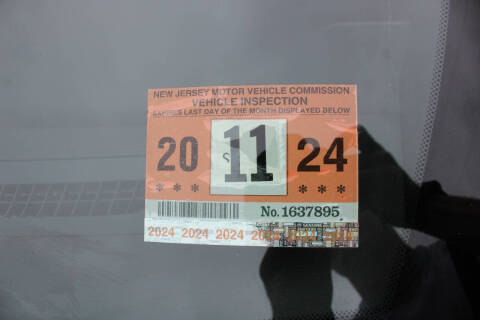 NEW JERSEY MOTOR VEHICLE COMMISSION
VEHICLE INSPECTION
EXPIRES LAST DAY OF THE MONTH DISPLAYED BELOW
20 11 24
* * * * * *
No. 1637895
2024 2024 2024 2024